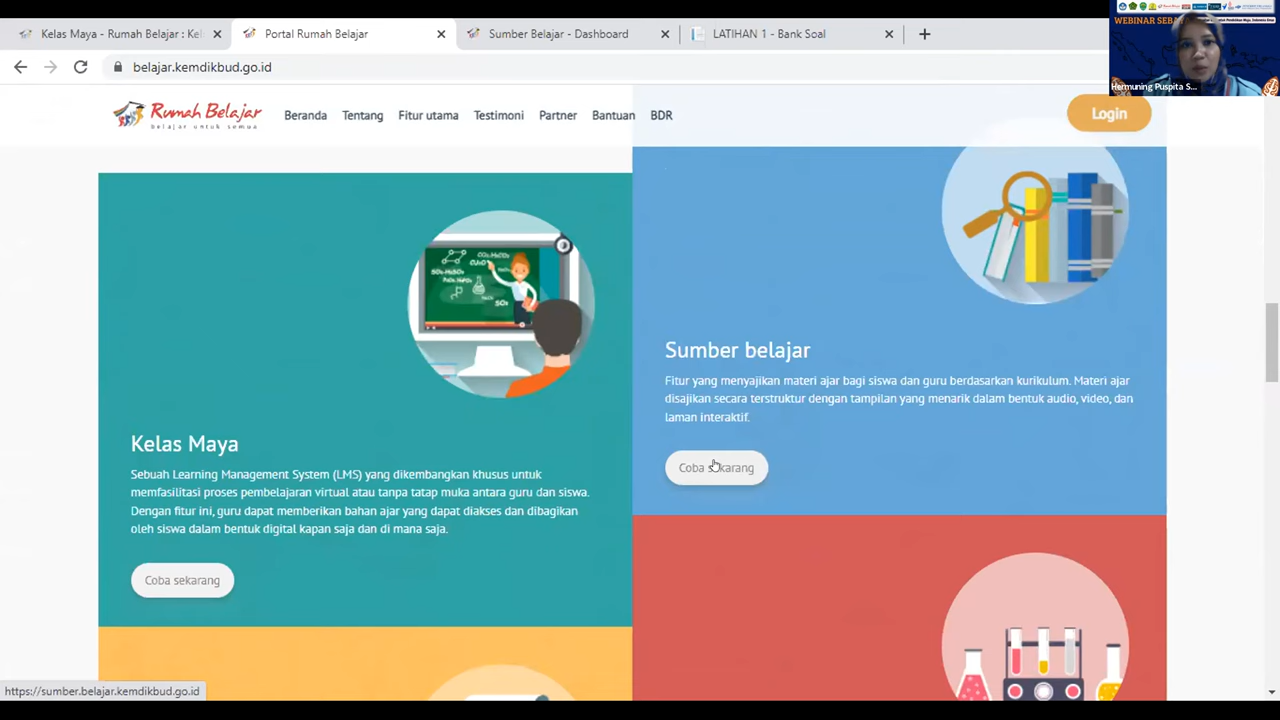 Kelas Maya - Rumah Belajar : Kel
Portal Rumah Belajar
Sumber Belajar - Dashboard
LATIHAN 1 - Bank Soal
WEBINAR SEBA
Hermuning Puspita S...
belajar.kemdikbud.go.id
Rumah Belajar
belajar untuk semua
Beranda
Tentang
Fitur utama
Testimoni
Partner
Bantuan
BDR
Login
Sumber belajar
Fitur yang menyajikan materi ajar bagi siswa dan guru berdasarkan kurikulum. Materi ajar
disajikan secara terstruktur dengan tampilan yang menarik dalam bentuk audio, video, dan
laman interaktif.
Coba sekarang
Kelas Maya
Sebuah Learning Management System (LMS) yang dikembangkan khusus untuk
memfasilitasi proses pembelajaran virtual atau tanpa tatap muka antara guru dan siswa.
Dengan fitur ini, guru dapat memberikan bahan ajar yang dapat diakses dan dibagikan
oleh siswa dalam bentuk digital kapan saja dan di mana saja.
Coba sekarang
https://sumber.belajar.kemdikbud.go.id